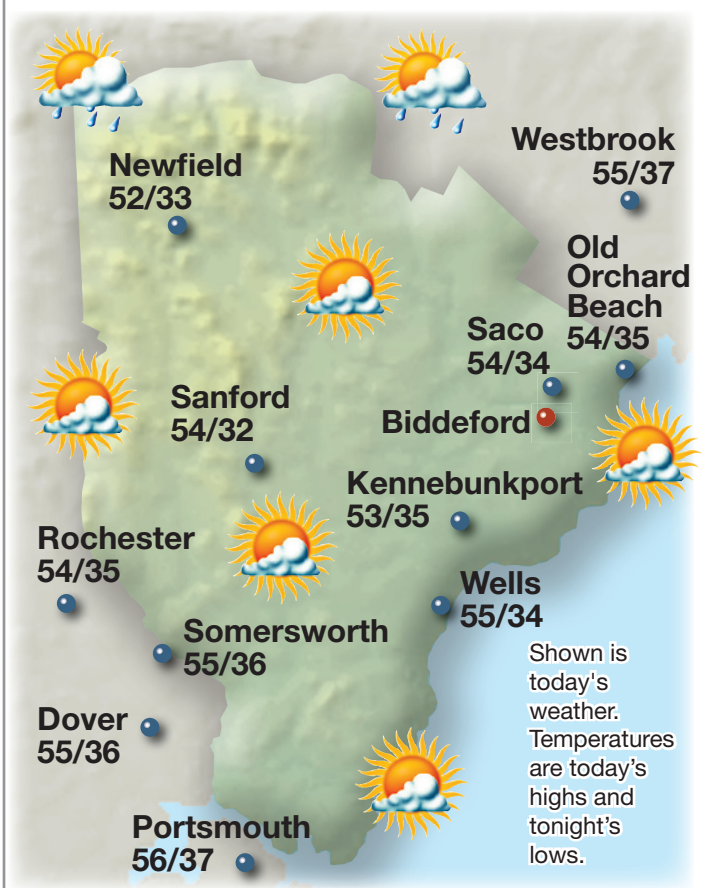 Westbrook
55/37
Newfield
52/33
Old
Orchard
Beach
54/35
Saco
54/34
Sanford
54/32
Biddeford
Kennebunkport
53/35
Rochester
54/35
Wells
55/34
Somersworth
55/36
Shown is
today's
weather.
Temperatures
are today’s
highs and
tonight’s
lows.
Dover
55/36
Portsmouth
56/37